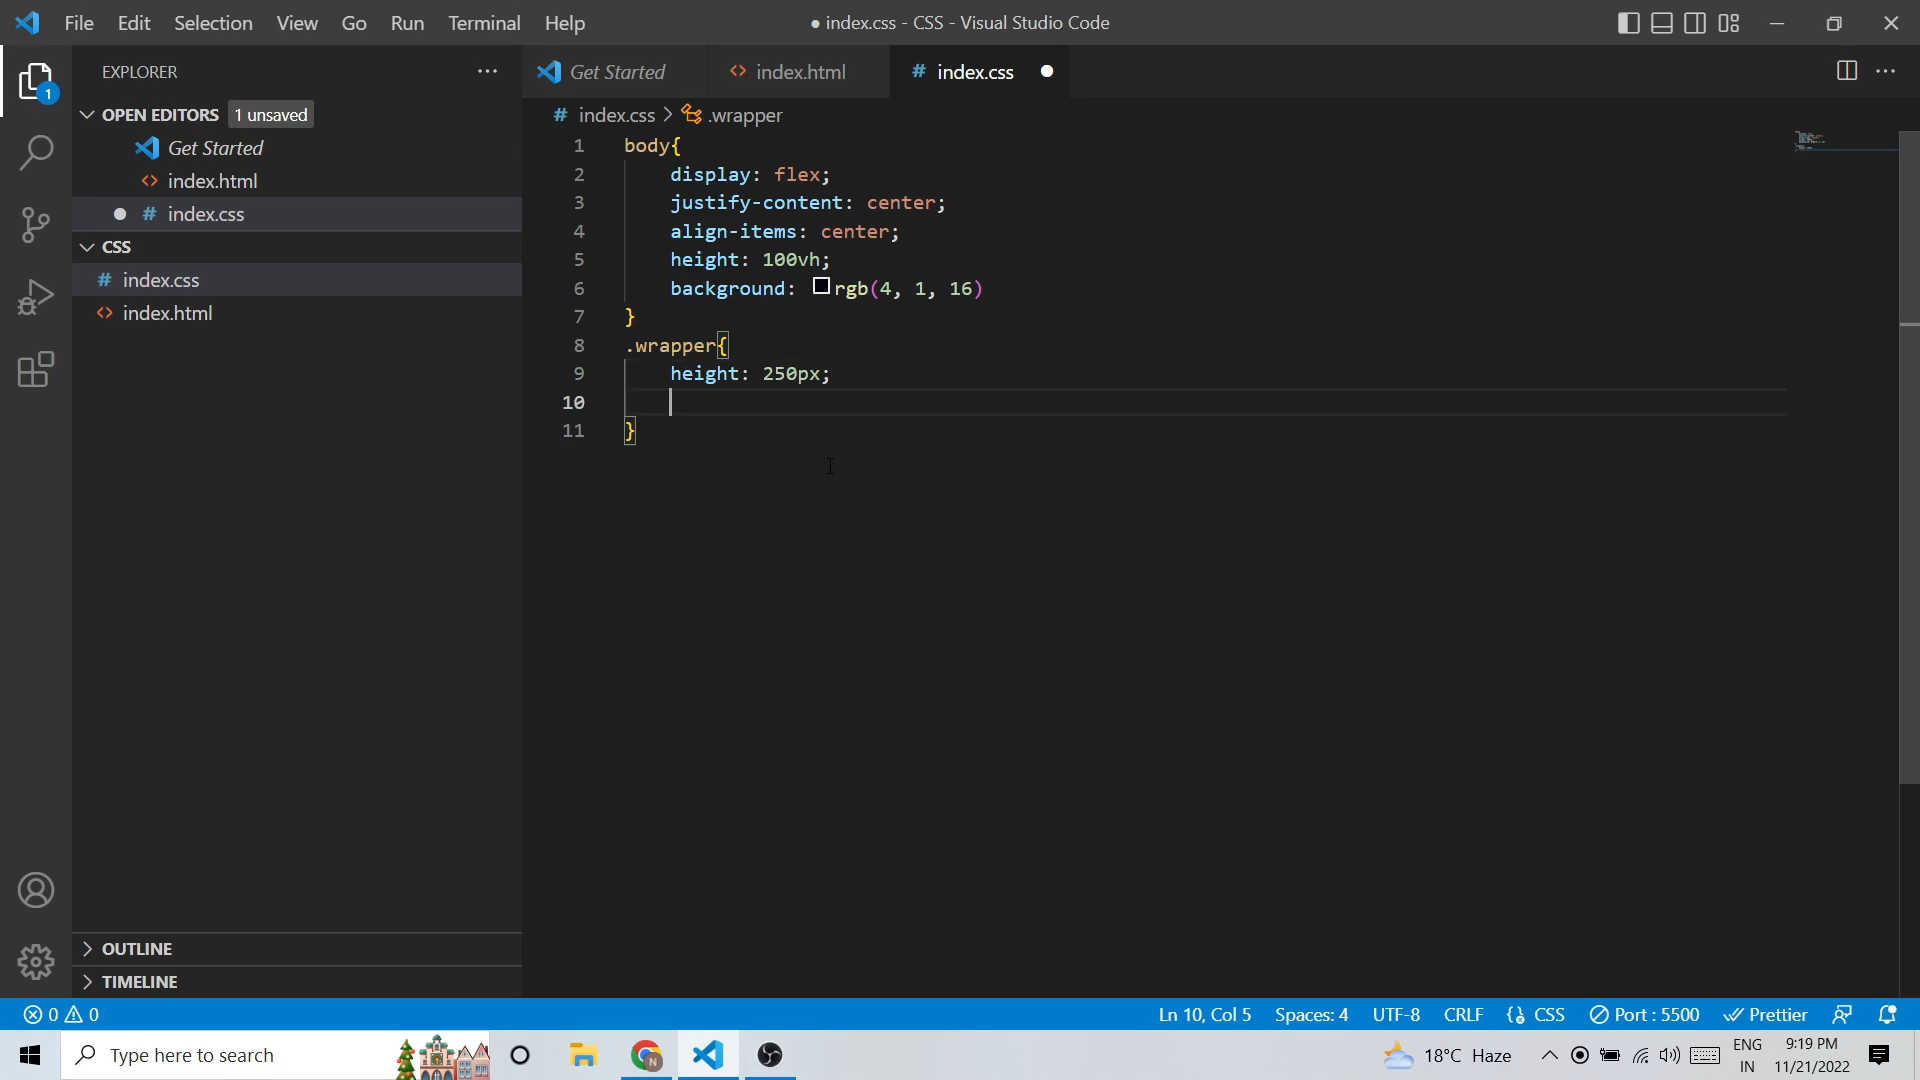 File Edit Selection View Go Run Terminal Help
● index.css - CSS - Visual Studio Code
EXPLORER
OPEN EDITORS 1 unsaved
Get Started
index.html
index.css
CSS
index.css
index.html
OUTLINE
TIMELINE
Get Started index.html index.css
index.css > .wrapper
1 body{
2 display: flex;
3 justify-content: center;
4 align-items: center;
5 height: 100vh;
6 background: rgb(4, 1, 16)
7 }
8 .wrapper{
9 height: 250px;
10
11 }
0 0 Ln 10, Col 5 Spaces: 4 UTF-8 CRLF CSS Port : 5500 Prettier
Type here to search
18°C Haze
ENG
IN
9:19 PM
11/21/2022
1
N